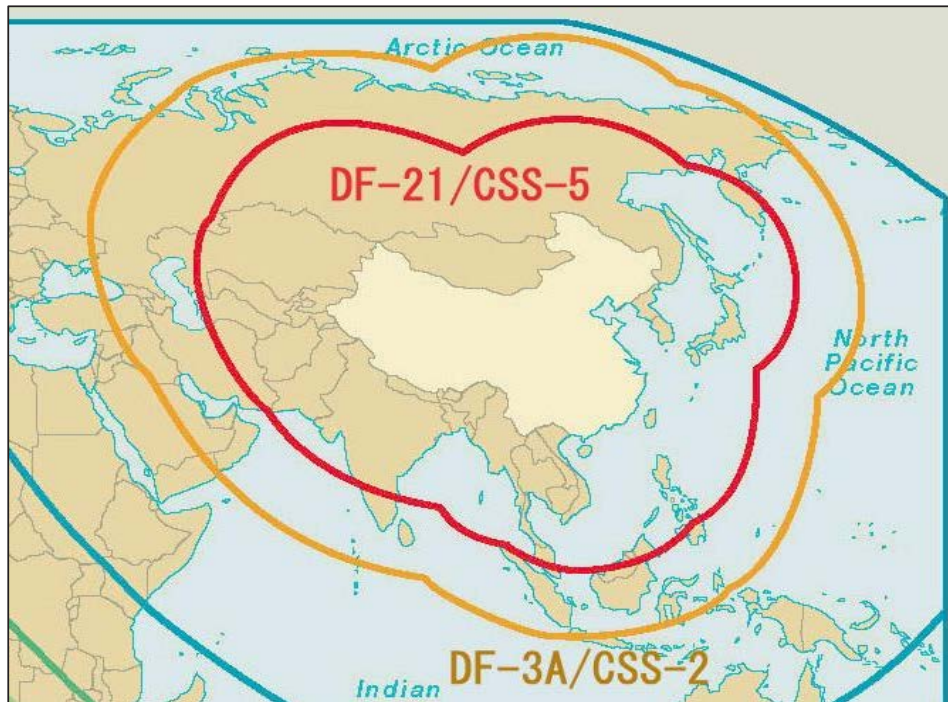 Arctic Ocean
DF-21/CSS-5
North
Pacific
Ocean
DF-3A/CSS-2
Indian